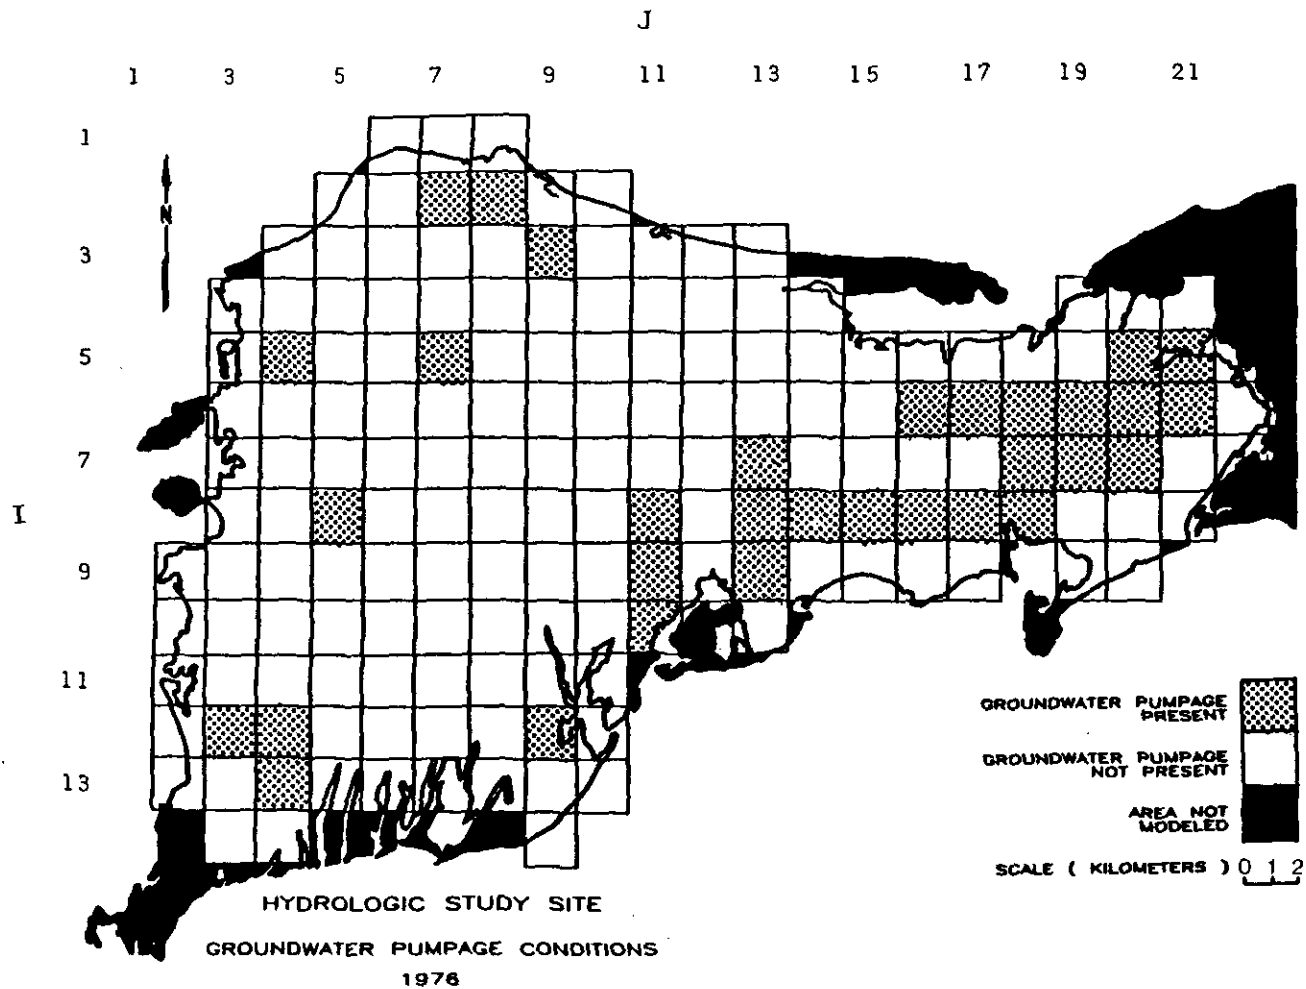 J
1 3 5 7 9 11 13 15 17 19 21
1
N
3
5
7
I
9
11
13
GROUNDWATER PUMPAGE
PRESENT
GROUNDWATER PUMPAGE
NOT PRESENT
AREA NOT
MODELED
SCALE ( KILOMETERS ) 0 1 2
HYDROLOGIC STUDY SITE
GROUNDWATER PUMPAGE CONDITIONS
1976